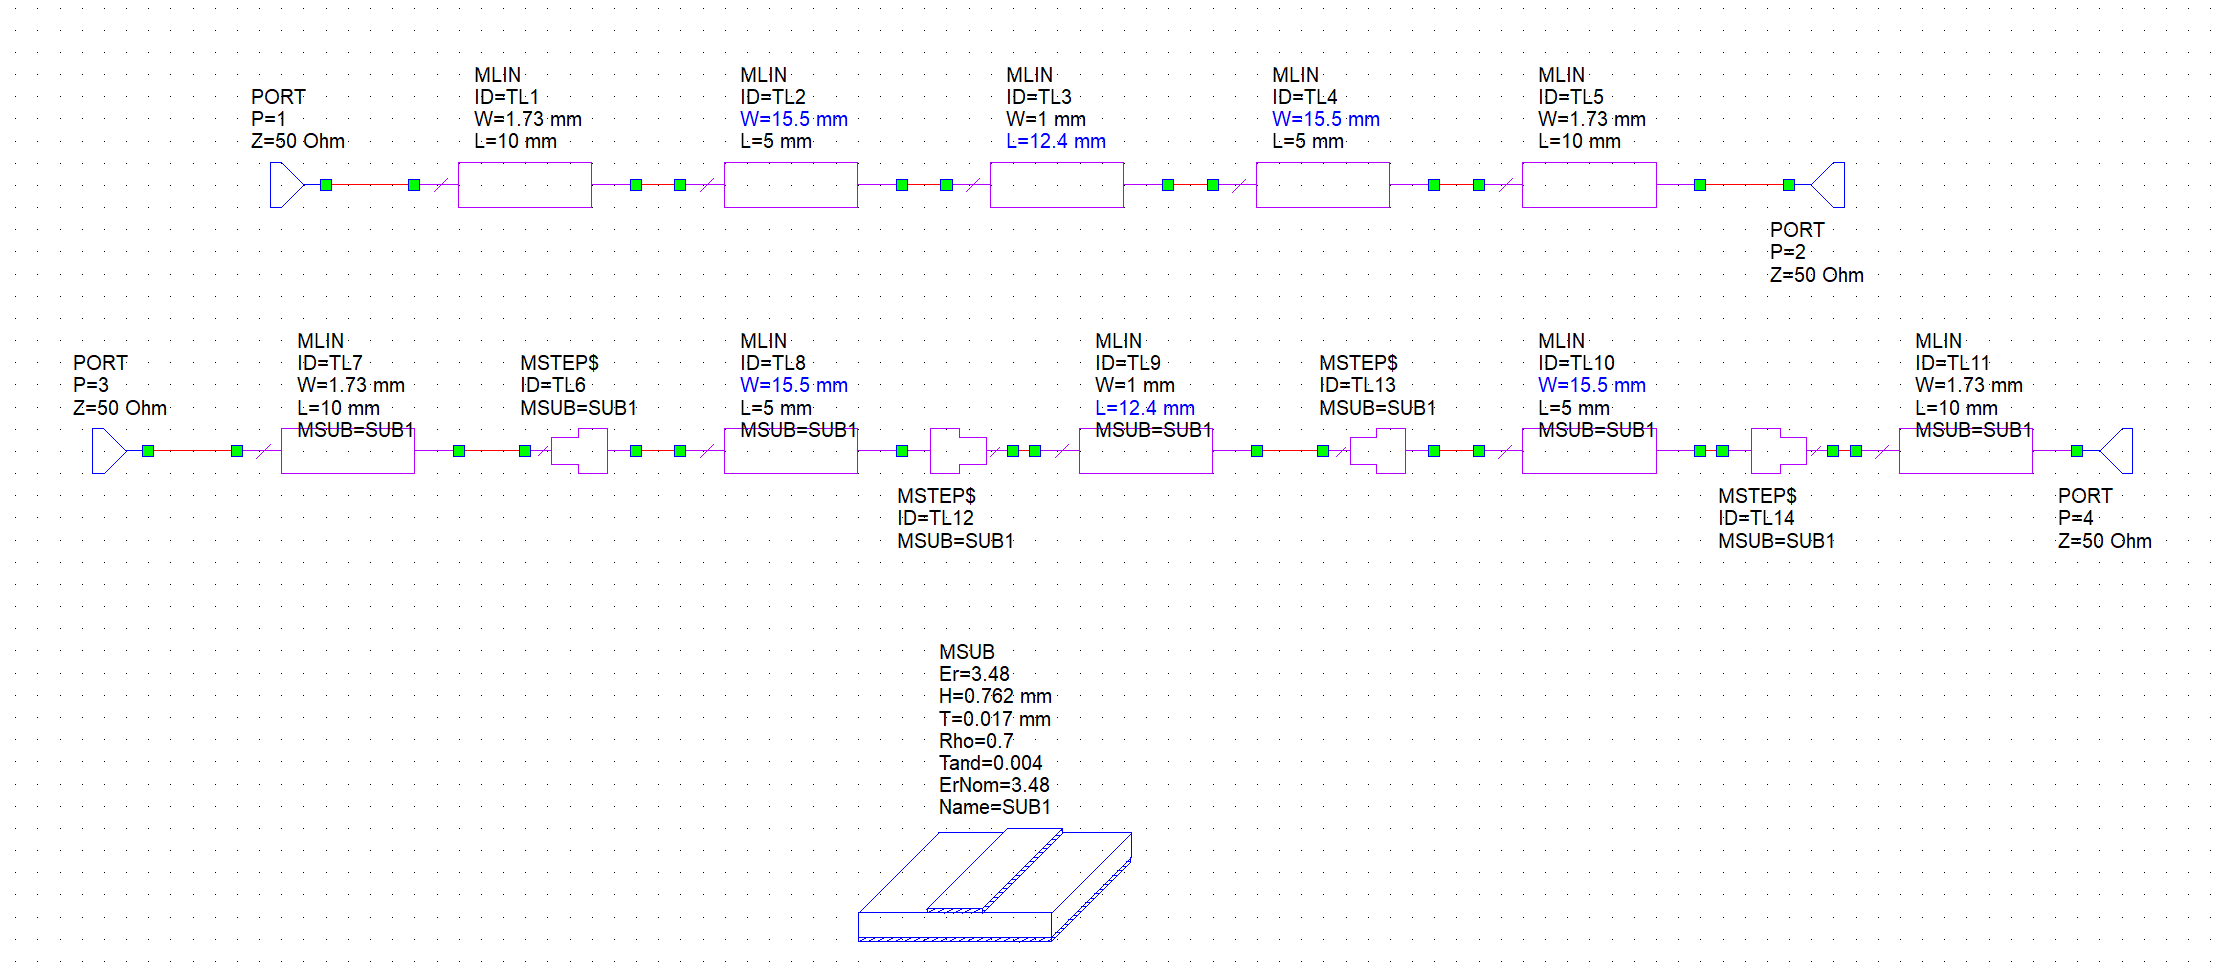 PORT
P=1
Z=50 Ohm
MLIN
ID=TL1
W=1.73 mm
L=10 mm
MLIN
ID=TL2
W=15.5 mm
L=5 mm
MLIN
ID=TL3
W=1 mm
L=12.4 mm
MLIN
ID=TL4
W=15.5 mm
L=5 mm
MLIN
ID=TL5
W=1.73 mm
L=10 mm
PORT
P=2
Z=50 Ohm
PORT
P=3
Z=50 Ohm
MLIN
ID=TL7
W=1.73 mm
L=10 mm
MSUB=SUB1
MSTEP$
ID=TL6
MSUB=SUB1
MLIN
ID=TL8
W=15.5 mm
L=5 mm
MSUB=SUB1
MSTEP$
ID=TL12
MSUB=SUB1
MLIN
ID=TL9
W=1 mm
L=12.4 mm
MSUB=SUB1
MSTEP$
ID=TL13
MSUB=SUB1
MLIN
ID=TL10
W=15.5 mm
L=5 mm
MSUB=SUB1
MSTEP$
ID=TL14
MSUB=SUB1
MLIN
ID=TL11
W=1.73 mm
L=10 mm
MSUB=SUB1
PORT
P=4
Z=50 Ohm
MSUB
Er=3.48
H=0.762 mm
T=0.017 mm
Rho=0.7
Tand=0.004
ErNom=3.48
Name=SUB1